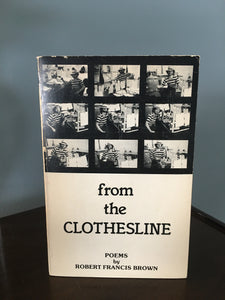 from
the
CLOTHESLINE
POEMS
by
ROBERT FRANCIS BROWN